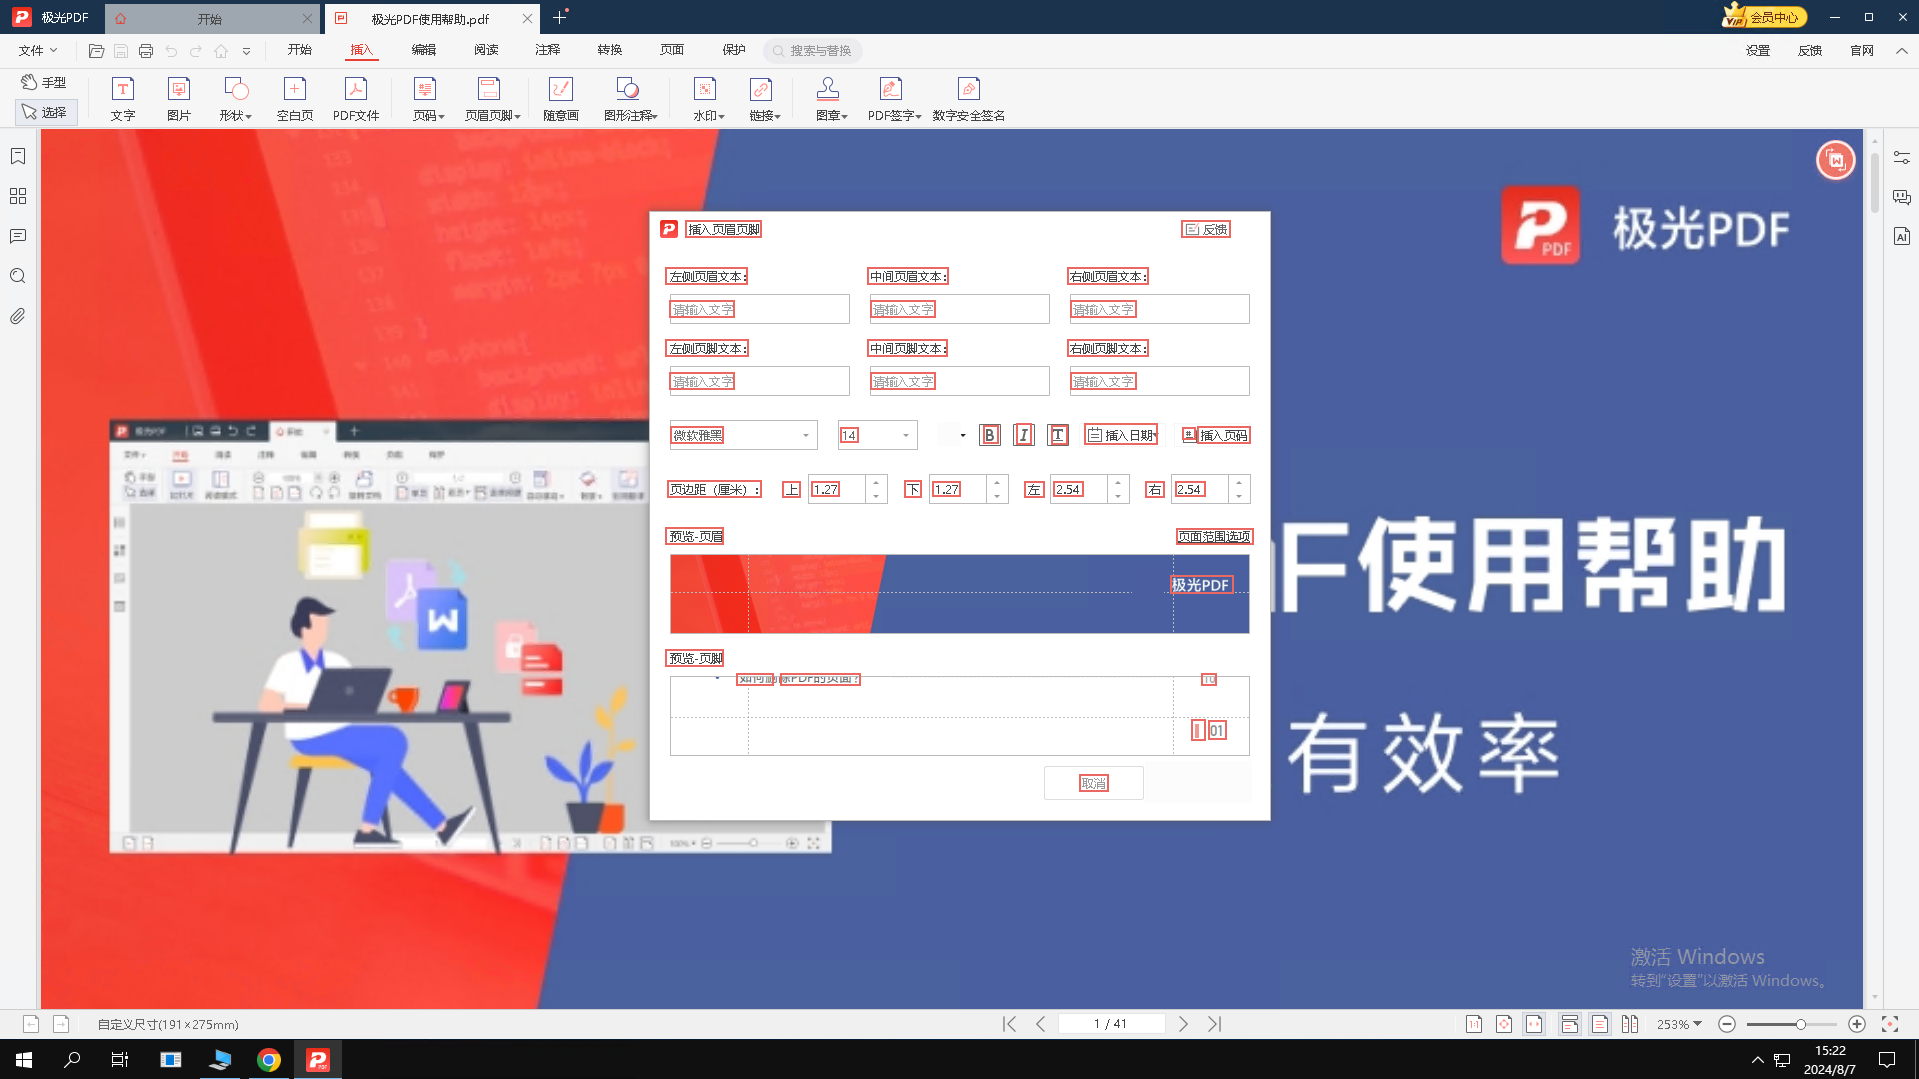 极光PDF 开始 极光PDF使用帮助.pdf 会员中心
文件 开始 插入 编辑 阅读 注释 转换 页面 保护 搜索与替换 设置 反馈 官网
手型
选择
文字 图片 形状 空白页 PDF文件 页码 页眉页脚 随意画 图形注释 水印 链接 图章 PDF签字 数字安全签名
极光PDF
插入页眉页脚 反馈
左侧页眉文本: 中间页眉文本: 右侧页眉文本:
请输入文字 请输入文字 请输入文字
左侧页脚文本: 中间页脚文本: 右侧页脚文本:
请输入文字 请输入文字 请输入文字
微软雅黑 14 B I T 插入日期 插入页码
页边距（厘米）: 上 1.27 下 1.27 左 2.54 右 2.54
预览-页眉 页面范围选项
极光PDF
预览-页脚
如何删除PDF的页面? 10
01
取消
F使用帮助
有效率
激活 Windows
转到"设置"以激活 Windows。
自定义尺寸(191×275mm) 1 / 41 253%
15:22
2024/8/7